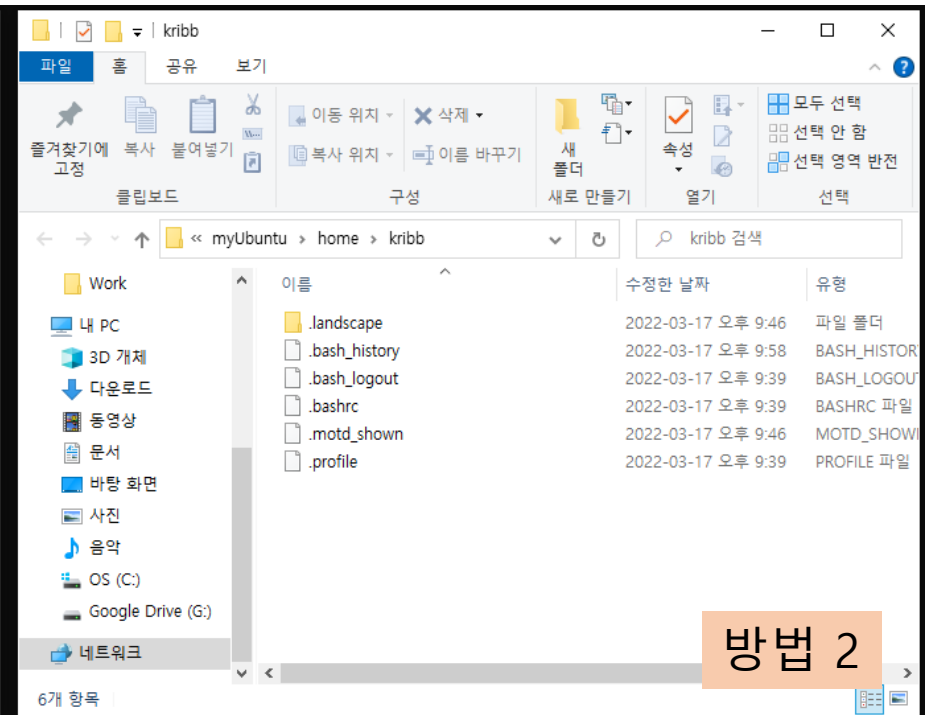 kribb
파일 홈 공유 보기
즐겨찾기에 고정
복사
붙여넣기
이동 위치
복사 위치
삭제
이름 바꾸기
새 폴더
속성
모두 선택
선택 안 함
선택 영역 반전
클립보드 구성 새로 만들기 열기 선택
« myUbuntu › home › kribb
kribb 검색
이름 수정한 날짜 유형
.landscape 2022-03-17 오후 9:46 파일 폴더
.bash_history 2022-03-17 오후 9:58 BASH_HISTOR
.bash_logout 2022-03-17 오후 9:39 BASH_LOGOU
.bashrc 2022-03-17 오후 9:39 BASHRC 파일
.motd_shown 2022-03-17 오후 9:46 MOTD_SHOW
.profile 2022-03-17 오후 9:39 PROFILE 파일
Work
내 PC
3D 개체
다운로드
동영상
문서
바탕 화면
사진
음악
OS (C:)
Google Drive (G:)
네트워크
6개 항목
방법 2